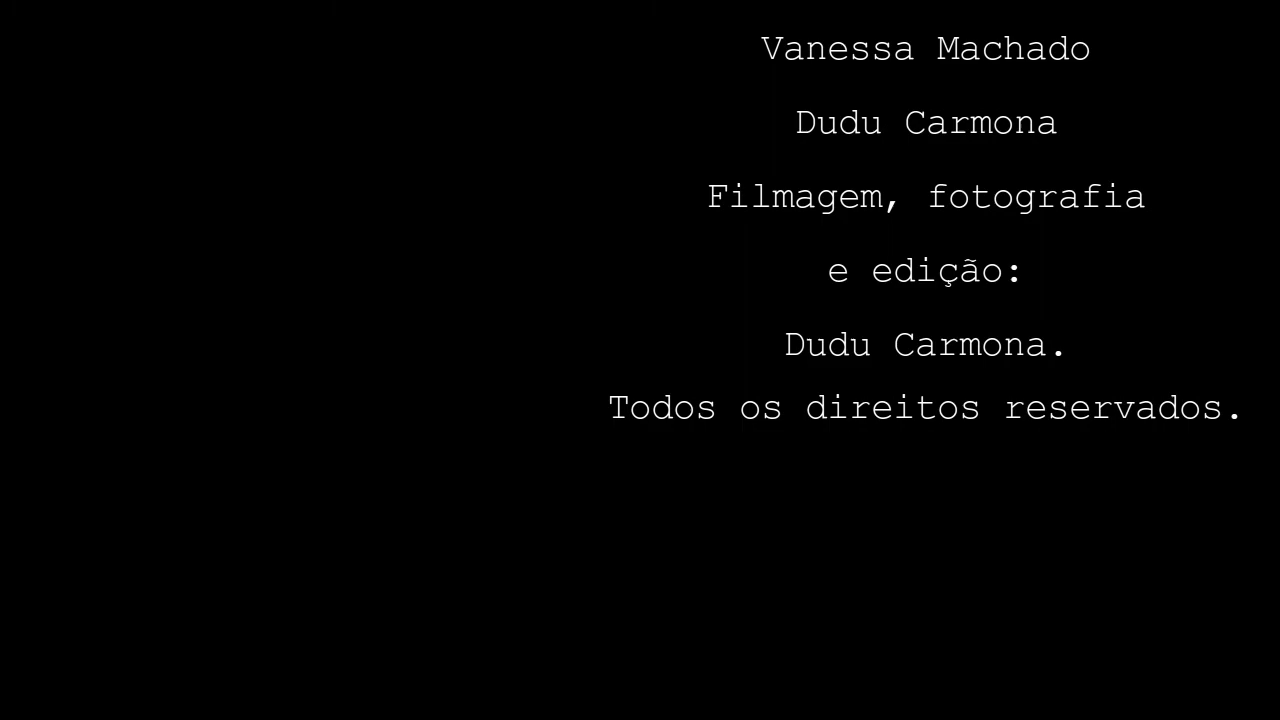 Vanessa Machado
Dudu Carmona
Filmagem, fotografia
e edição:
Dudu Carmona.
Todos os direitos reservados.